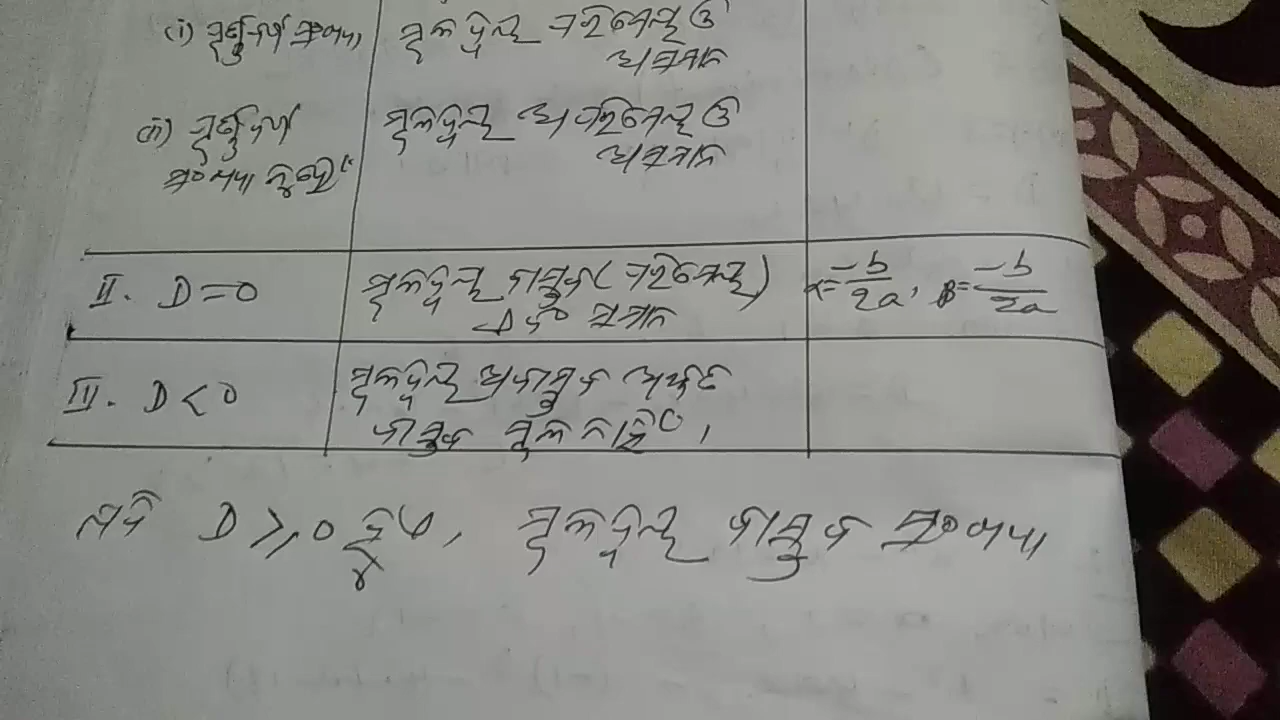 (i) ପୂର୍ଣ୍ଣବର୍ଗ ସଂଖ୍ୟା ମୂଳଦ୍ୱୟ ପରିମେୟ ଓ
ଅସମାନ
(ii) ପୂର୍ଣ୍ଣବର୍ଗ ମୂଳଦ୍ୱୟ ଅପରିମେୟ ଓ
ସଂଖ୍ୟା ନୁହେଁ ଅସମାନ
II. D=0 ମୂଳଦ୍ୱୟ ବାସ୍ତବ (ପରିମେୟ) α=-b/2a, β=-b/2a
ଏବଂ ସମାନ
III. D<0 ମୂଳଦ୍ୱୟ ଅବାସ୍ତବ ଅର୍ଥାତ
ବାସ୍ତବ ମୂଳ ନାହିଁ ।
ଯଦି D ≥ 0 ହୁଏ, ମୂଳଦ୍ୱୟ ବାସ୍ତବ ସଂଖ୍ୟା